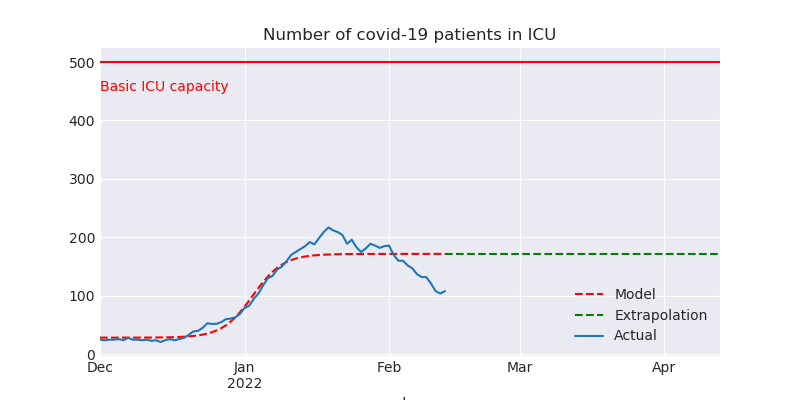 Number of covid-19 patients in ICU
500
Basic ICU capacity
400
300
200
100
0
Model
Extrapolation
Actual
Dec
Jan
Feb
Mar
Apr
2022